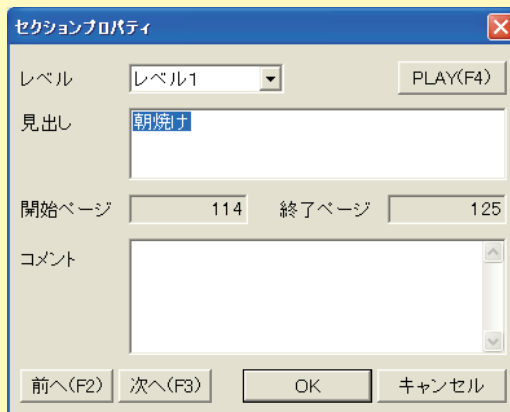 セクションプロパティ
レベル レベル1 PLAY(F4)
見出し 朝焼け
開始ページ 114 終了ページ 125
コメント
前へ(F2) 次へ(F3) OK キャンセル